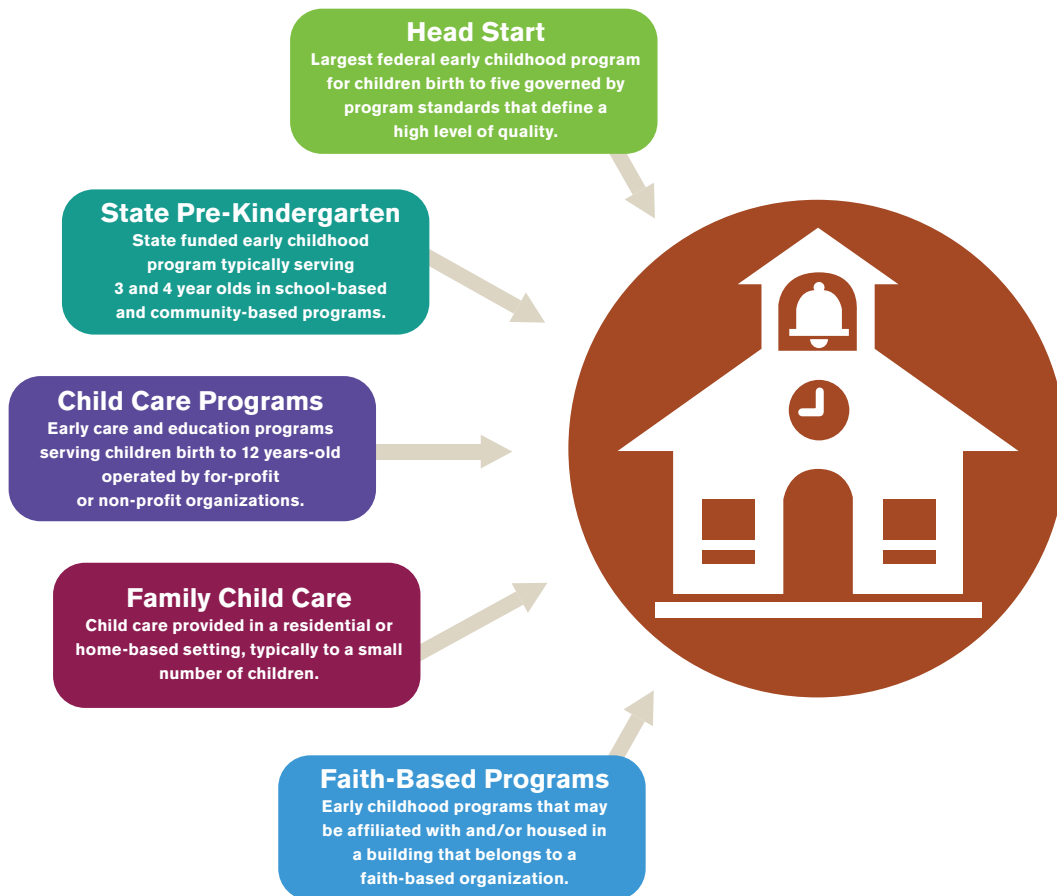 Head Start
Largest federal early childhood program
for children birth to five governed by
program standards that define a
high level of quality.
State Pre-Kindergarten
State funded early childhood
program typically serving
3 and 4 year olds in school-based
and community-based programs.
Child Care Programs
Early care and education programs
serving children birth to 12 years-old
operated by for-profit
or non-profit organizations.
Family Child Care
Child care provided in a residential or
home-based setting, typically to a small
number of children.
Faith-Based Programs
Early childhood programs that may
be affiliated with and/or housed in
a building that belongs to a
faith-based organization.